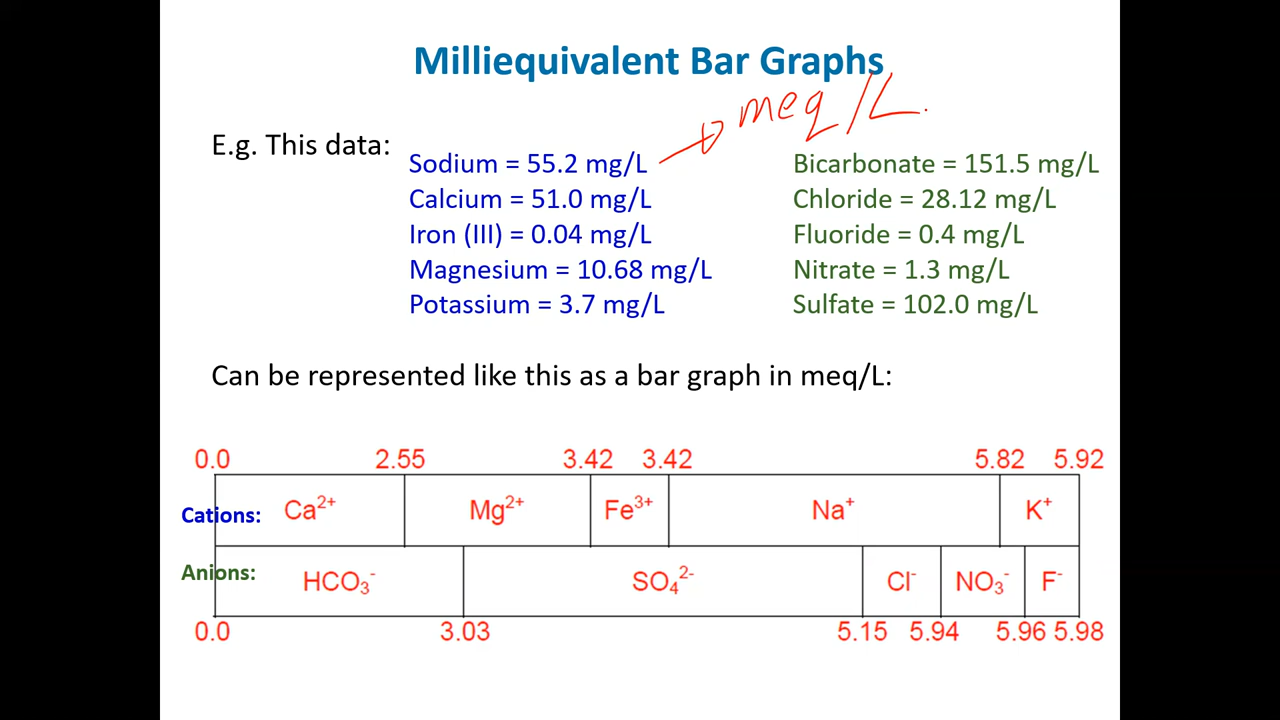 Milliequivalent Bar Graphs
meq/L.
E.g. This data:
Sodium = 55.2 mg/L
Calcium = 51.0 mg/L
Iron (III) = 0.04 mg/L
Magnesium = 10.68 mg/L
Potassium = 3.7 mg/L
Bicarbonate = 151.5 mg/L
Chloride = 28.12 mg/L
Fluoride = 0.4 mg/L
Nitrate = 1.3 mg/L
Sulfate = 102.0 mg/L
Can be represented like this as a bar graph in meq/L:
0.0 2.55 3.42 3.42 5.82 5.92
Cations: Ca²⁺ Mg²⁺ Fe³⁺ Na⁺ K⁺
Anions: HCO₃⁻ SO₄²⁻ Cl⁻ NO₃⁻ F⁻
0.0 3.03 5.15 5.94 5.96 5.98